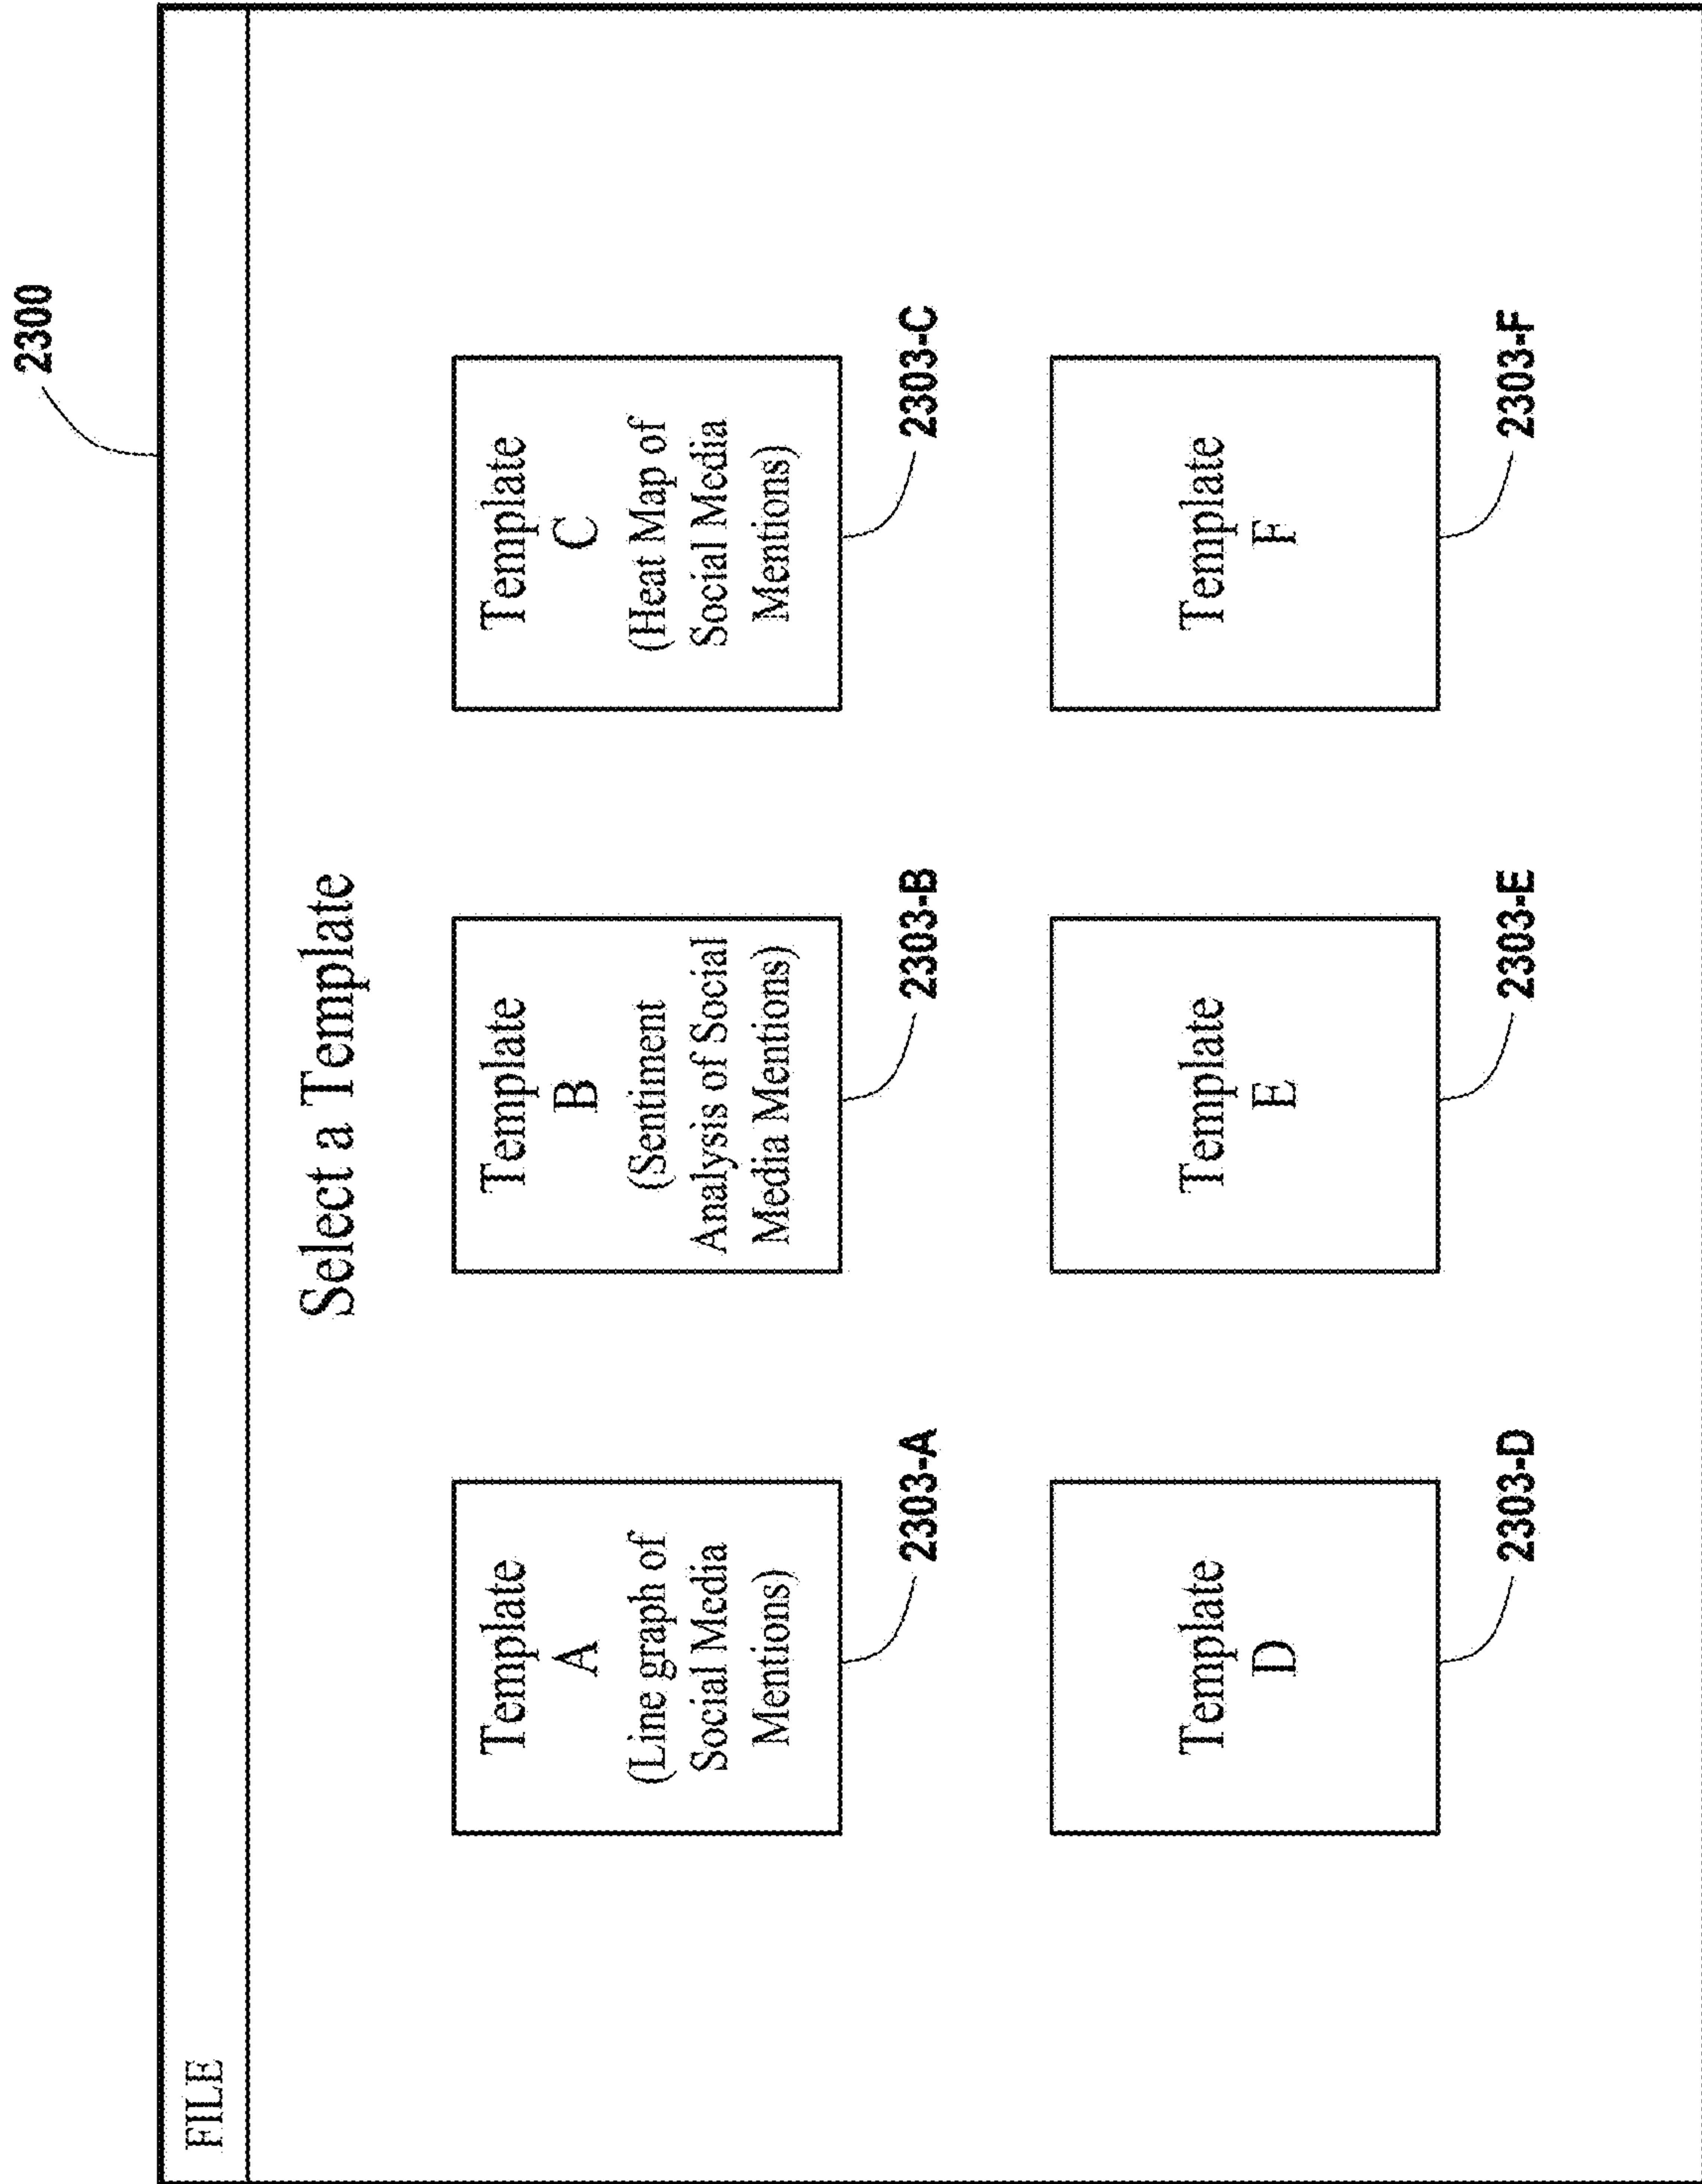 2300
FILE
Select a Template
Template
A
(Line graph of
Social Media
Mentions)
2303-A
Template
B
(Sentiment
Analysis of Social
Media Mentions)
2303-B
Template
C
(Heat Map of
Social Media
Mentions)
2303-C
Template
D
2303-D
Template
E
2303-E
Template
F
2303-F